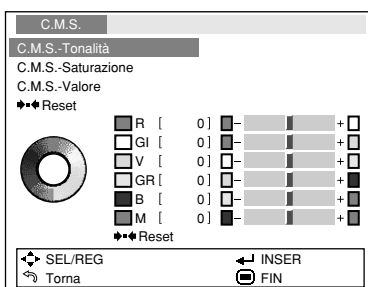 C.M.S.
C.M.S.-Tonalità
C.M.S.-Saturazione
C.M.S.-Valore
Reset
R [ 0 ] - +
GI [ 0 ] - +
V [ 0 ] - +
GR [ 0 ] - +
B [ 0 ] - +
M [ 0 ] - +
Reset
SEL/REG INSER
Torna FIN